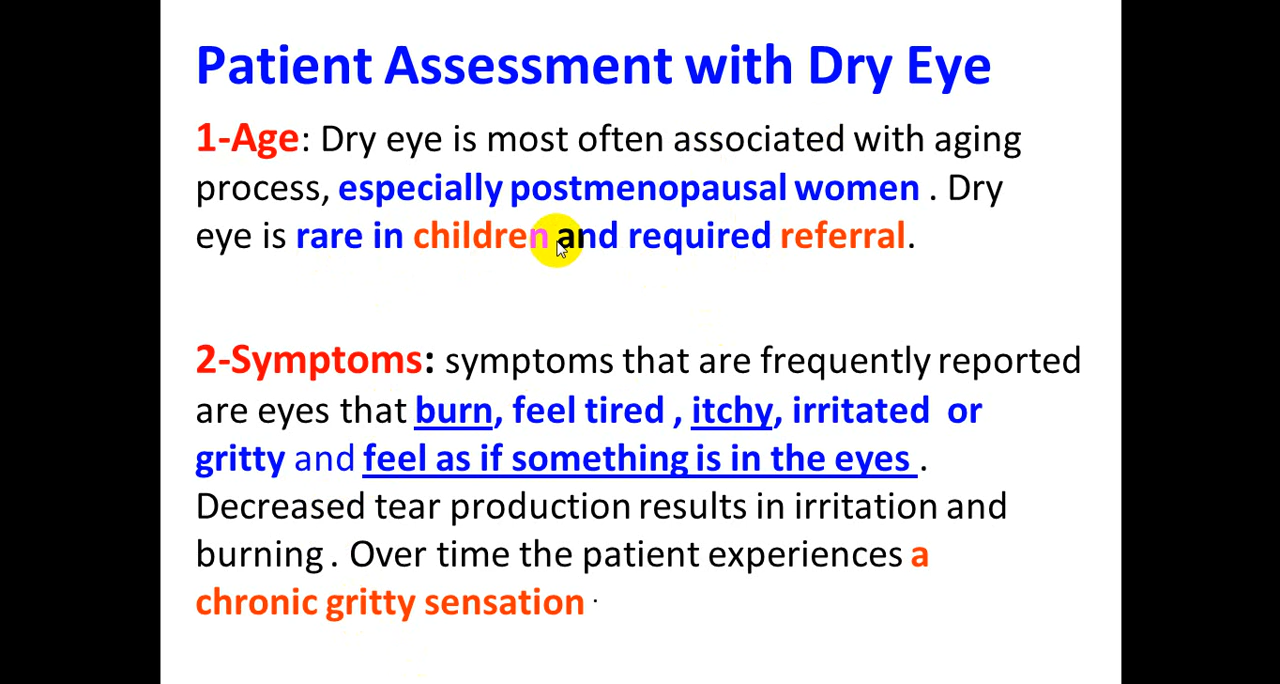 Patient Assessment with Dry Eye
1-Age: Dry eye is most often associated with aging
process, especially postmenopausal women . Dry
eye is rare in children and required referral.
2-Symptoms: symptoms that are frequently reported
are eyes that burn, feel tired , itchy, irritated or
gritty and feel as if something is in the eyes .
Decreased tear production results in irritation and
burning . Over time the patient experiences a
chronic gritty sensation .